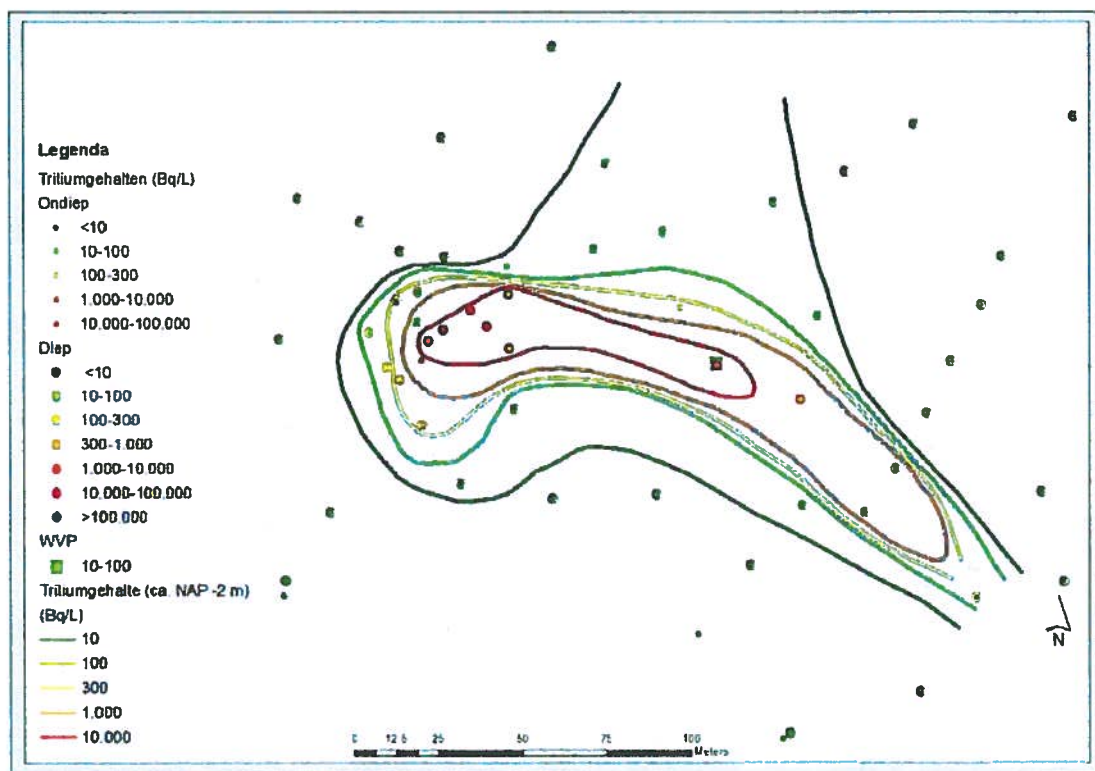 Legenda
Tritiumgehalten (Bq/L)
Ondiep
<10
10-100
100-300
1.000-10.000
10.000-100.000
Diep
<10
10-100
100-300
300-1.000
1.000-10.000
10.000-100.000
>100.000
WVP
10-100
Tritiumgehalte (ca. NAP -2 m)
(Bq/L)
10
100
300
1.000
10.000
0 12.5 25 50 75 100
Meters
N